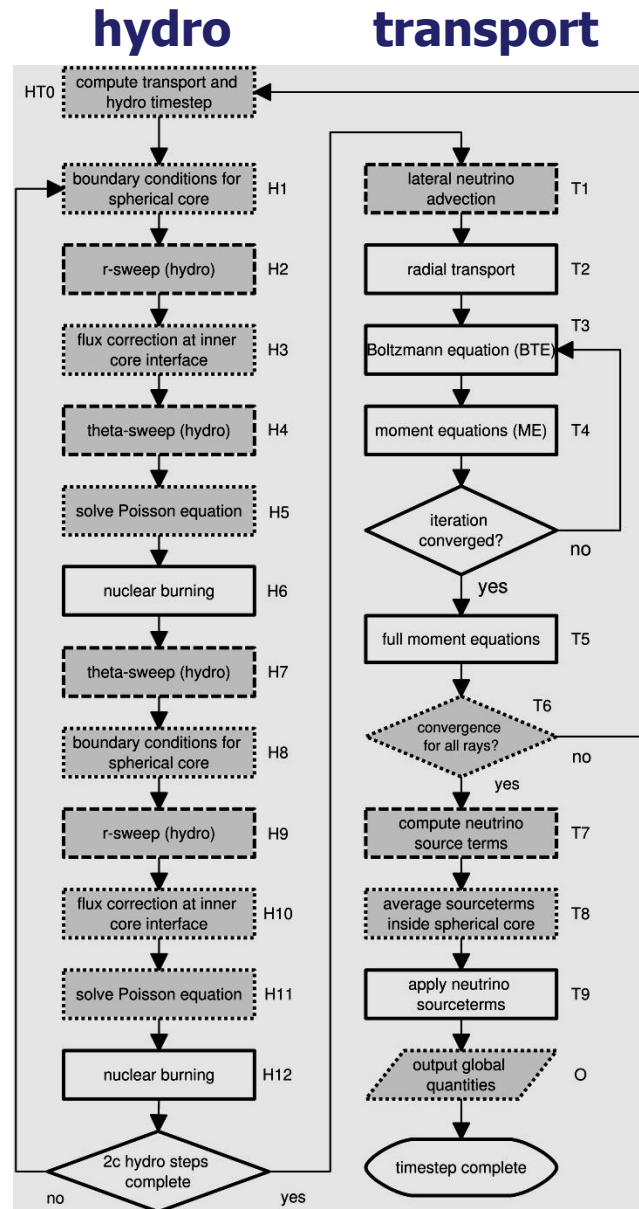 hydro
transport
HT0
compute transport and
hydro timestep
boundary conditions for
spherical core
H1
r-sweep (hydro)
H2
flux correction at inner
core interface
H3
theta-sweep (hydro)
H4
solve Poisson equation
H5
nuclear burning
H6
theta-sweep (hydro)
H7
boundary conditions for
spherical core
H8
r-sweep (hydro)
H9
flux correction at inner
core interface
H10
solve Poisson equation
H11
nuclear burning
H12
2c hydro steps
complete
no
yes
lateral neutrino
advection
T1
radial transport
T2
T3
Boltzmann equation (BTE)
moment equations (ME)
T4
iteration
converged?
no
yes
full moment equations
T5
T6
convergence
for all rays?
no
yes
compute neutrino
source terms
T7
average sourceterms
inside spherical core
T8
apply neutrino
sourceterms
T9
output global
quantities
O
timestep complete